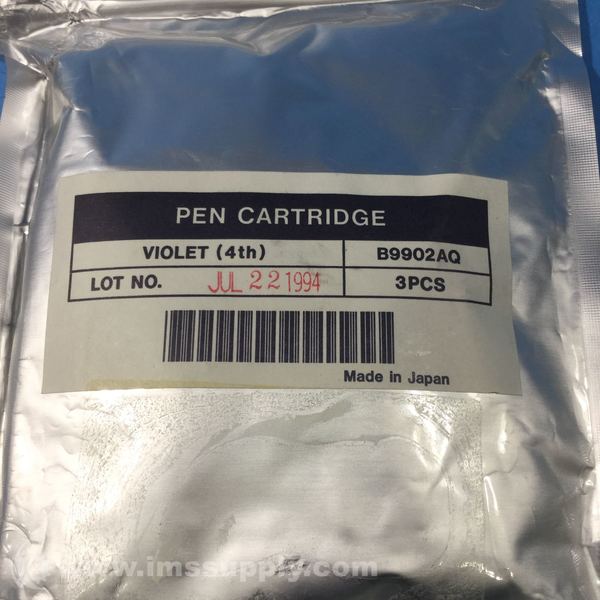 PEN CARTRIDGE
VIOLET (4th) B9902AQ
LOT NO. JUL 22 1994 3PCS
Made in Japan
www.imssupply.com